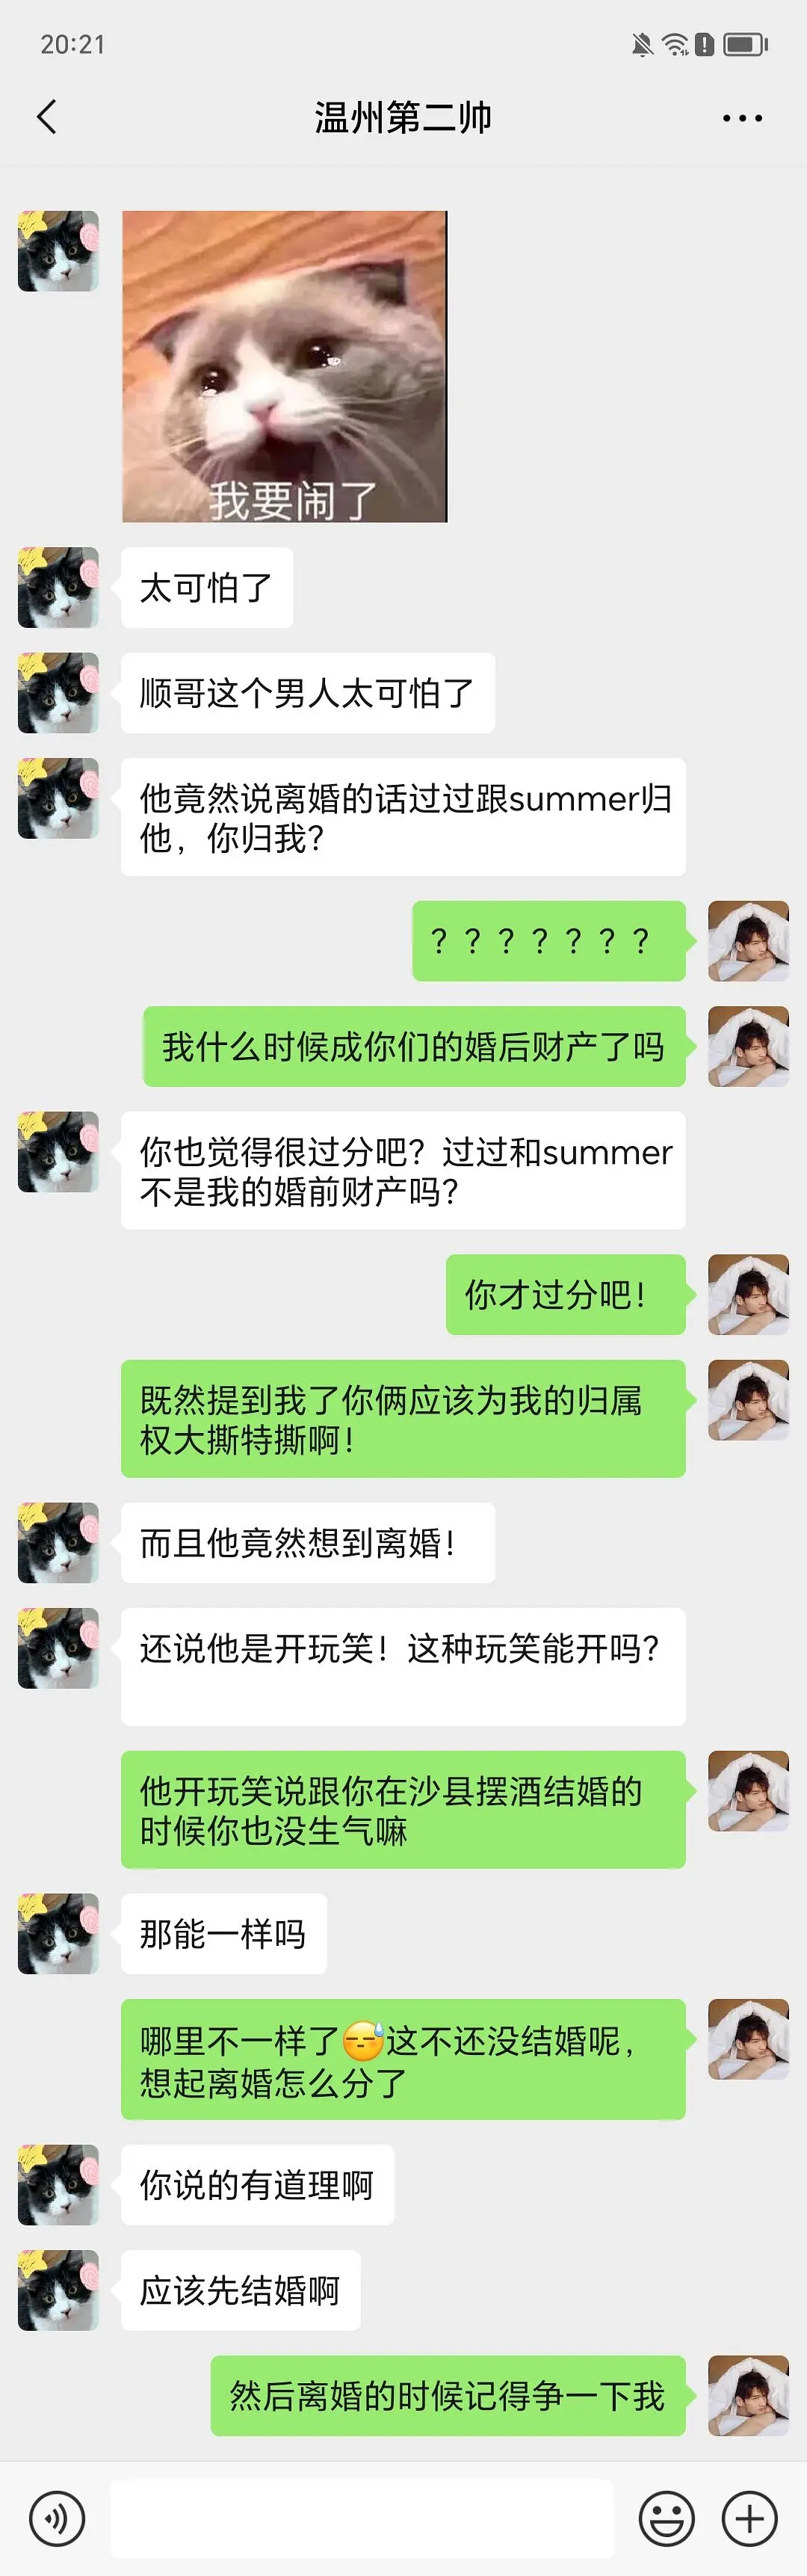 20:21
温州第二帅
我要闹了
太可怕了
顺哥这个男人太可怕了
他竟然说离婚的话过过跟summer归
他，你归我？
？？？？？？？
我什么时候成你们的婚后财产了吗
你也觉得很过分吧？过过和summer
不是我的婚前财产吗？
你才过分吧！
既然提到我了你俩应该为我的归属
权大撕特撕啊！
而且他竟然想到离婚！
还说他是开玩笑！这种玩笑能开吗？
他开玩笑说跟你在沙县摆酒结婚的
时候你也没生气嘛
那能一样吗
哪里不一样了😓这不还没结婚呢，
想起离婚怎么分了
你说的有道理啊
应该先结婚啊
然后离婚的时候记得争一下我